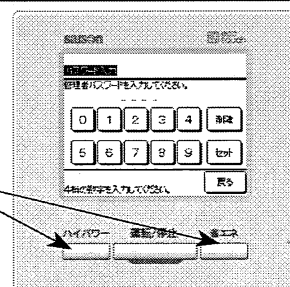 管理者パスワードを入力してください。
0 1 2 3 4 削除
5 6 7 8 9 セット
4桁の数字を入力してください。 戻る
ハイパワー 運転/停止 省エネ